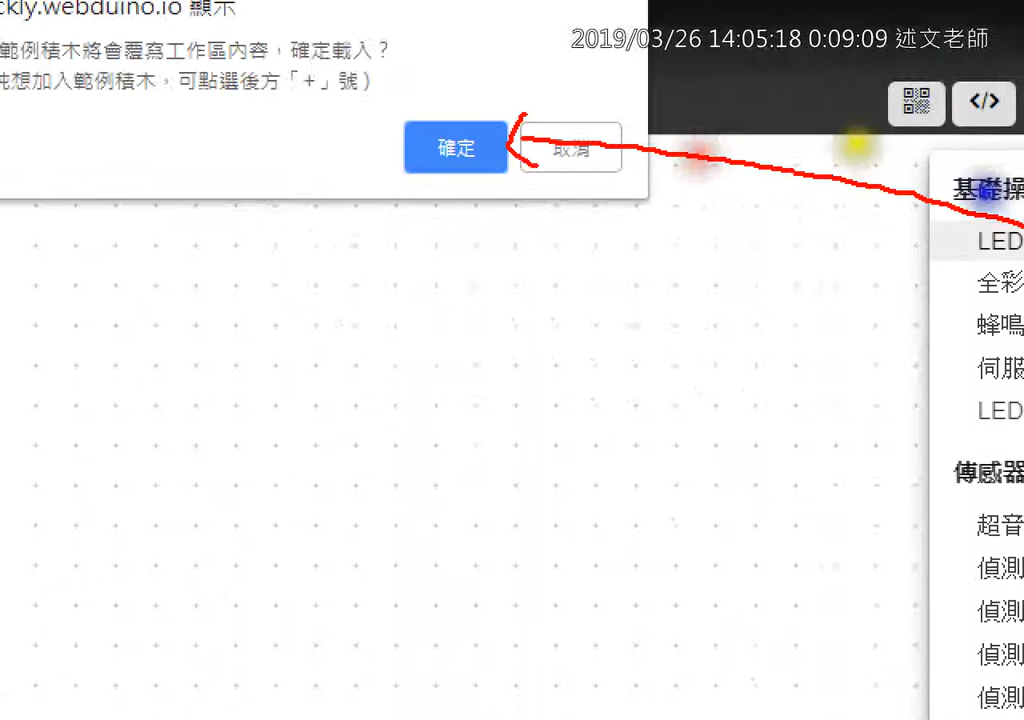 ckly.webduino.io 顯示
範例積木將會覆寫工作區內容，確定載入？
純想加入範例積木，可點選後方「+」號）
確定
取消
2019/03/26 14:05:18 0:09:09 述文老師
</>
基礎操
LED
全彩
蜂鳴
伺服
LED
傳感器
超音
偵測
偵測
偵測
偵測